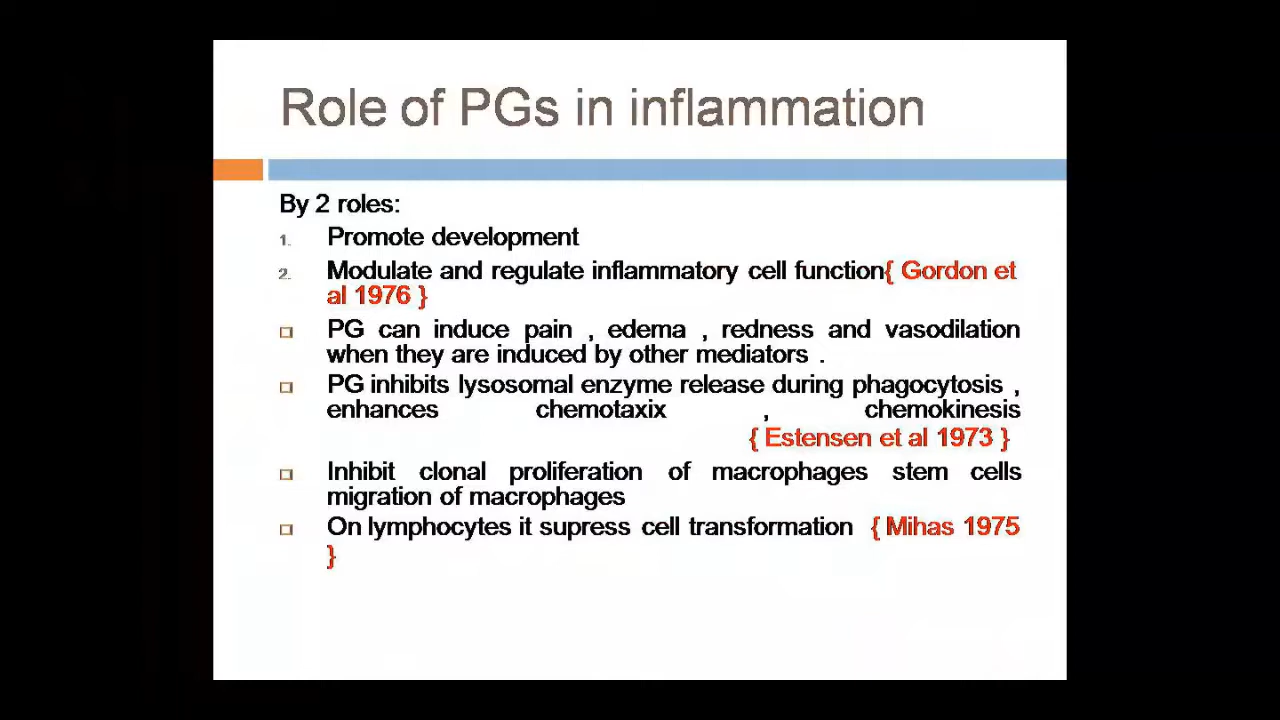 Role of PGs in inflammation
By 2 roles:
1. Promote development
2. Modulate and regulate inflammatory cell function{ Gordon et
al 1976 }
PG can induce pain , edema , redness and vasodilation
when they are induced by other mediators .
PG inhibits lysosomal enzyme release during phagocytosis ,
enhances chemotaxix , chemokinesis
{ Estensen et al 1973 }
Inhibit clonal proliferation of macrophages stem cells
migration of macrophages
On lymphocytes it supress cell transformation { Mihas 1975
}